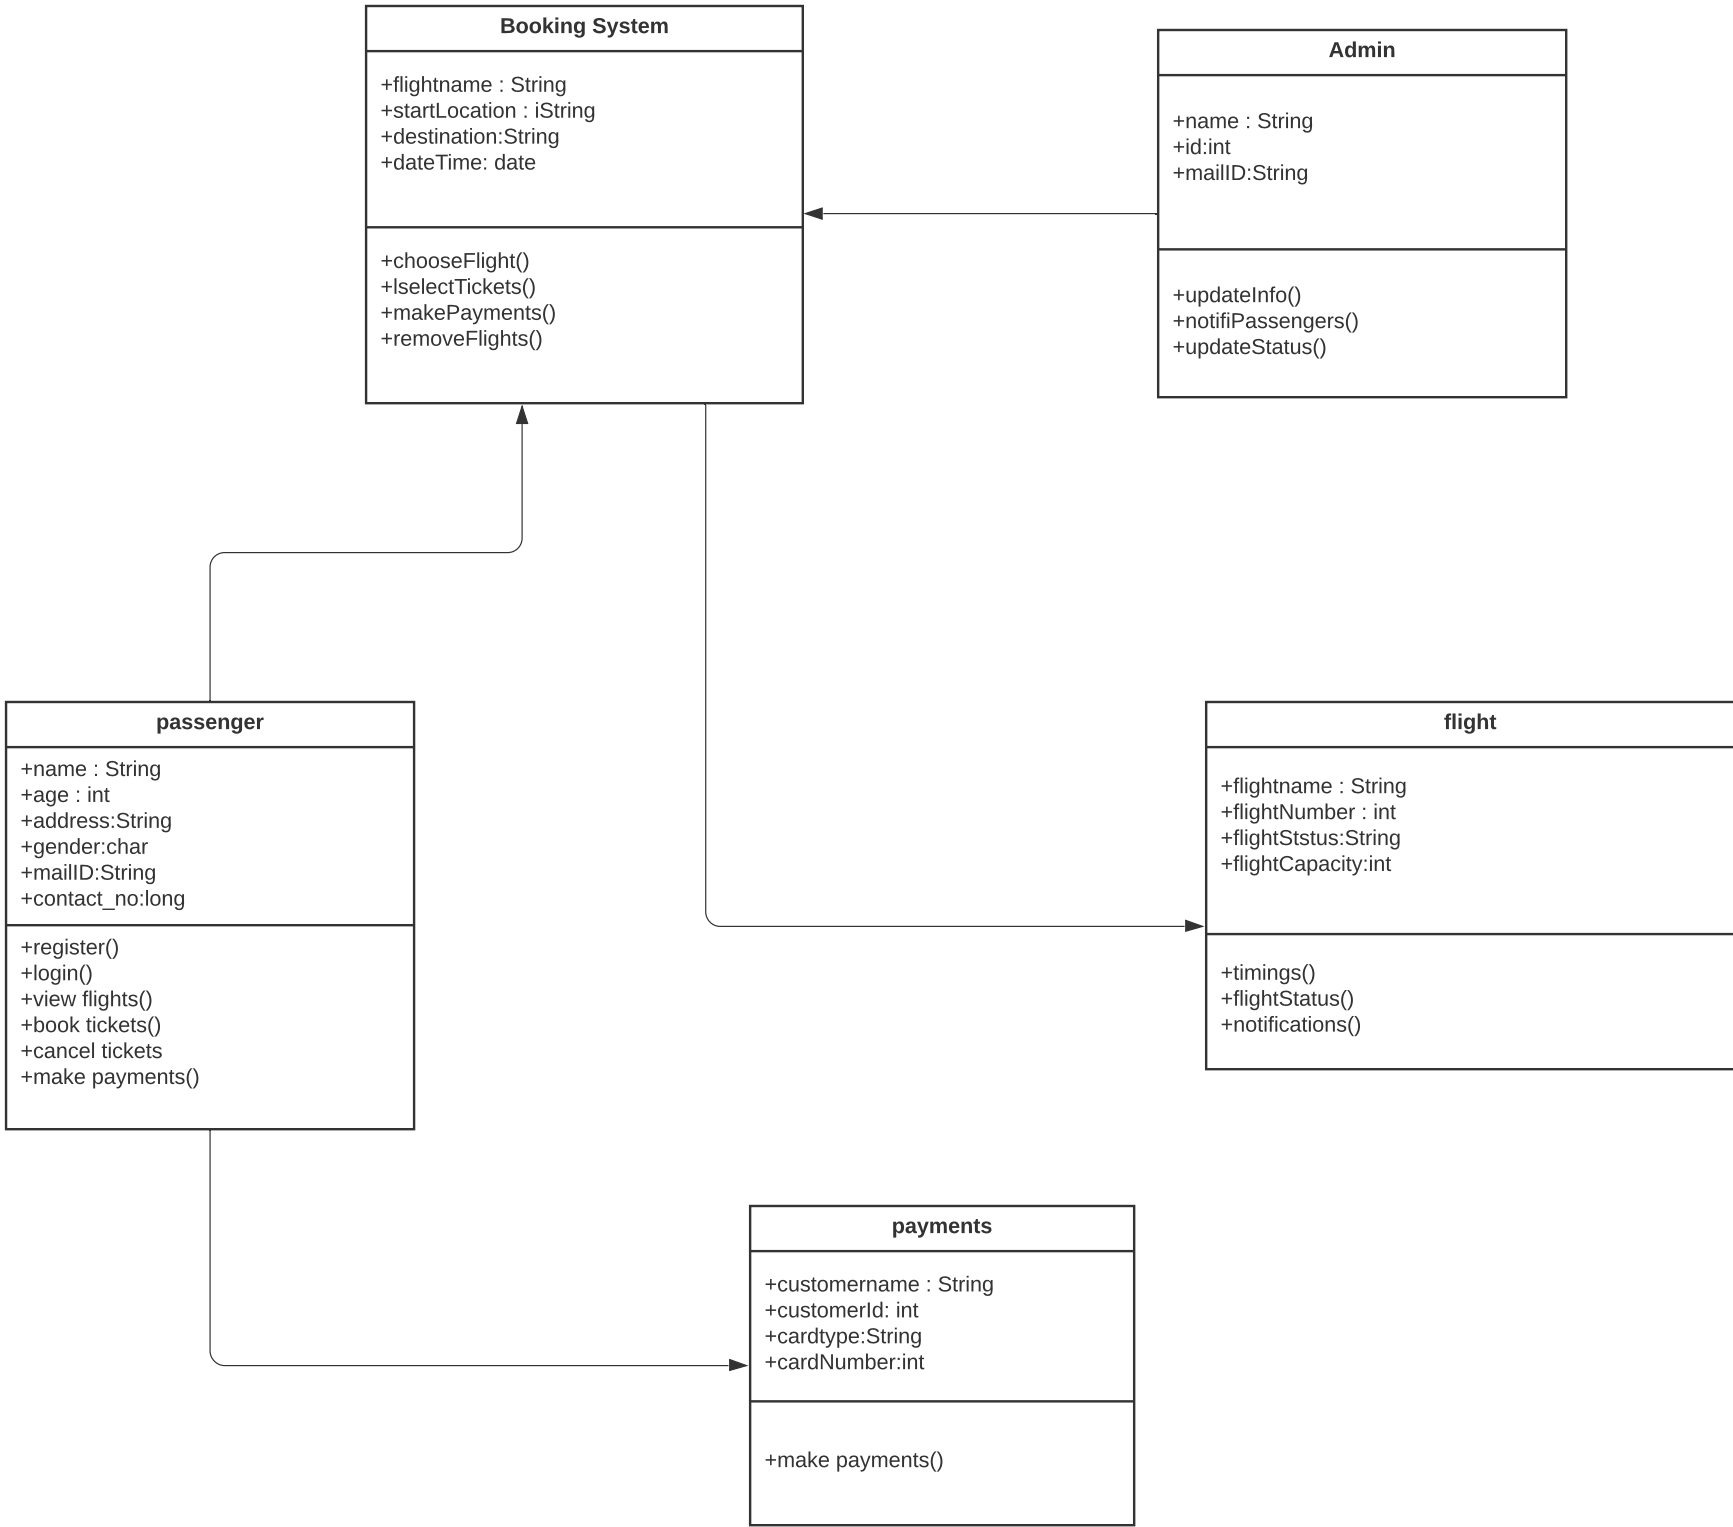 Booking System
+flightname : String
+startLocation : iString
+destination:String
+dateTime: date
+chooseFlight()
+lselectTickets()
+makePayments()
+removeFlights()
Admin
+name : String
+id:int
+mailID:String
+updateInfo()
+notifiPassengers()
+updateStatus()
passenger
+name : String
+age : int
+address:String
+gender:char
+mailID:String
+contact_no:long
+register()
+login()
+view flights()
+book tickets()
+cancel tickets
+make payments()
flight
+flightname : String
+flightNumber : int
+flightStstus:String
+flightCapacity:int
+timings()
+flightStatus()
+notifications()
payments
+customername : String
+customerId: int
+cardtype:String
+cardNumber:int
+make payments()